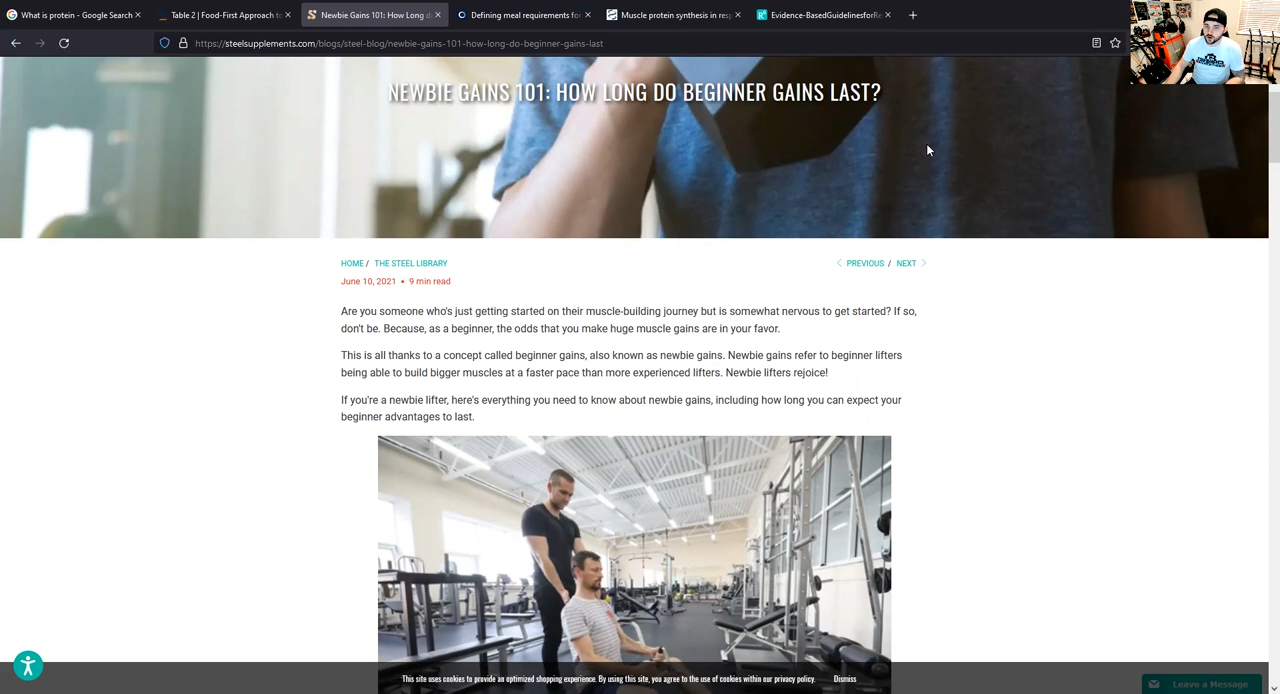 What is protein - Google Search
Table 2 | Food-First Approach to
Newbie Gains 101: How Long d
Defining meal requirements for
Muscle protein synthesis in resp
Evidence-BasedGuidelinesforRe
https://steelsupplements.com/blogs/steel-blog/newbie-gains-101-how-long-do-beginner-gains-last
NEWBIE GAINS 101: HOW LONG DO BEGINNER GAINS LAST?
HOME / THE STEEL LIBRARY
PREVIOUS / NEXT
June 10, 2021 • 9 min read
Are you someone who's just getting started on their muscle-building journey but is somewhat nervous to get started? If so,
don't be. Because, as a beginner, the odds that you make huge muscle gains are in your favor.
This is all thanks to a concept called beginner gains, also known as newbie gains. Newbie gains refer to beginner lifters
being able to build bigger muscles at a faster pace than more experienced lifters. Newbie lifters rejoice!
If you're a newbie lifter, here's everything you need to know about newbie gains, including how long you can expect your
beginner advantages to last.
This site uses cookies to provide an optimized shopping experience. By using this site, you agree to the use of cookies within our privacy policy. Dismiss
Leave a Message